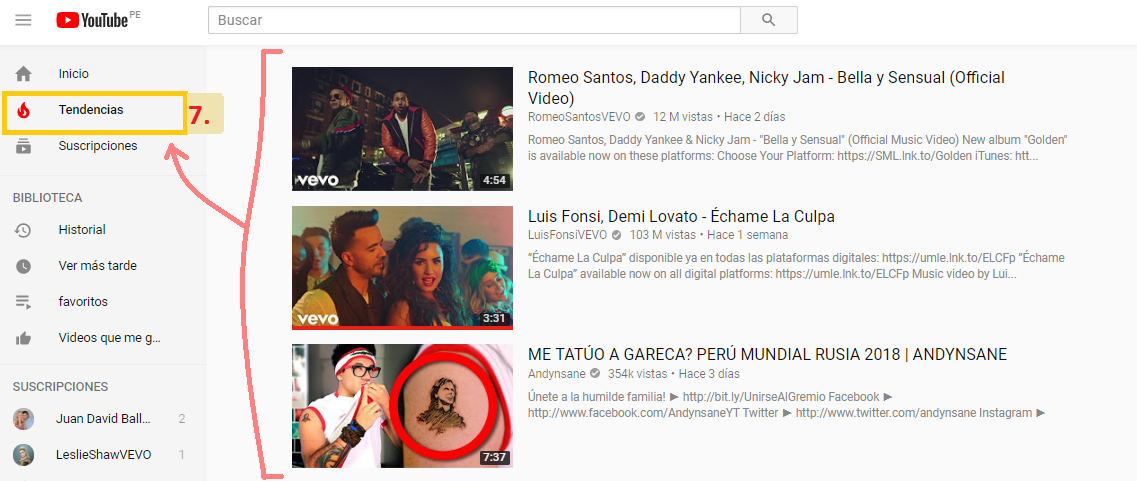 YouTube PE
Buscar
Inicio
Tendencias
7.
Suscripciones
BIBLIOTECA
Historial
Ver más tarde
favoritos
Videos que me g...
SUSCRIPCIONES
Juan David Ball... 2
LeslieShawVEVO 1
vevo
4:54
Romeo Santos, Daddy Yankee, Nicky Jam - Bella y Sensual (Official
Video)
RomeoSantosVEVO 12 M vistas • Hace 2 días
Romeo Santos, Daddy Yankee & Nicky Jam - "Bella y Sensual" (Official Music Video) New album "Golden"
is available now on these platforms: Choose Your Platform: https://SML.lnk.to/Golden iTunes: htt...
vevo
3:31
Luis Fonsi, Demi Lovato - Échame La Culpa
LuisFonsiVEVO 103 M vistas • Hace 1 semana
“Échame La Culpa” disponible ya en todas las plataformas digitales: https://umle.lnk.to/ELCFp “Échame
La Culpa” available now on all digital platforms: https://umle.lnk.to/ELCFp Music video by Lui...
7:37
ME TATÚO A GARECA? PERÚ MUNDIAL RUSIA 2018 | ANDYNSANE
Andynsane 354k vistas • Hace 3 días
Únete a la humilde familia! ► http://bit.ly/UnirseAlGremio Facebook ►
http://www.facebook.com/AndynsaneYT Twitter ► http://www.twitter.com/andynsane Instagram ►